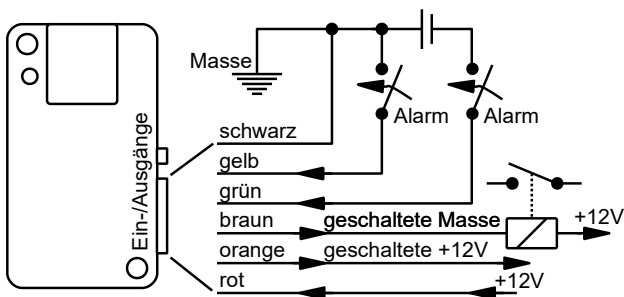 Masse
Alarm
Alarm
Ein-/Ausgänge
schwarz
gelb
grün
braun geschaltete Masse +12V
orange geschaltete +12V
rot +12V